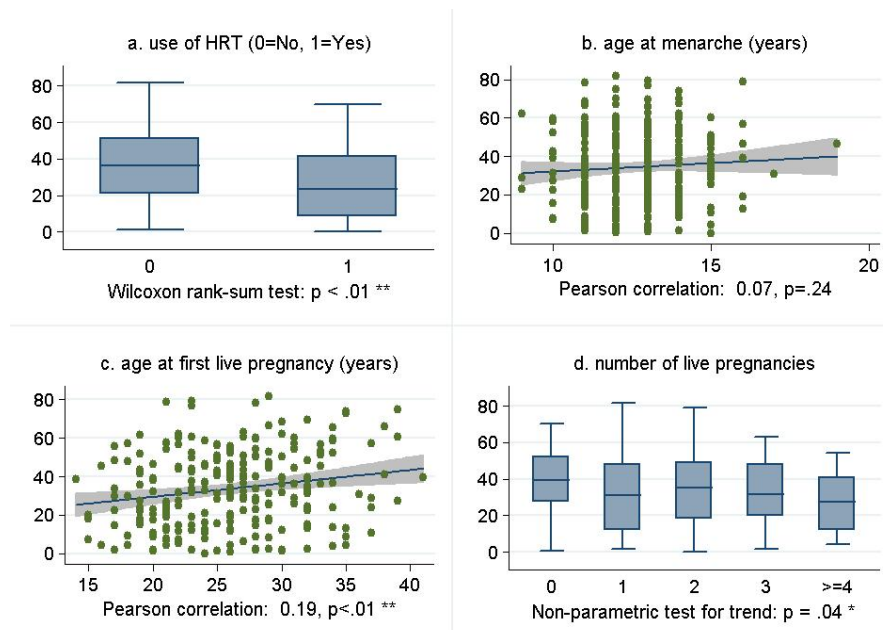 a. use of HRT (0=No, 1=Yes)
80
60
40
20
0
0 1
Wilcoxon rank-sum test: p < .01 **
b. age at menarche (years)
80
60
40
20
0
10 15 20
Pearson correlation: 0.07, p=.24
c. age at first live pregnancy (years)
80
60
40
20
0
15 20 25 30 35 40
Pearson correlation: 0.19, p<.01 **
d. number of live pregnancies
80
60
40
20
0
0 1 2 3 >=4
Non-parametric test for trend: p = .04 *